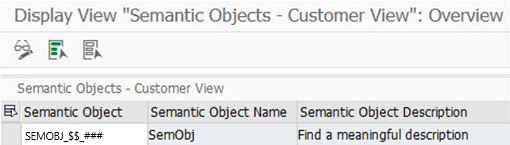 Display View "Semantic Objects - Customer View": Overview
Semantic Objects - Customer View
Semantic Object Semantic Object Name Semantic Object Description
SEMOBJ_$$_### SemObj Find a meaningful description